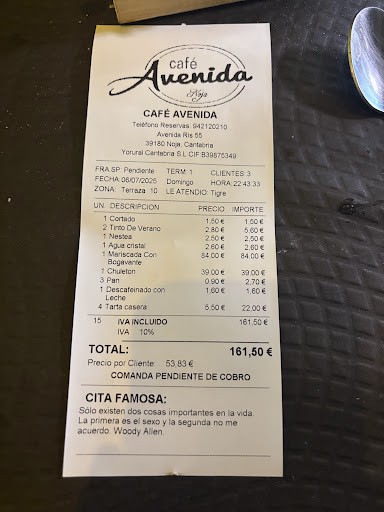 café
Avenida
Noja
CAFÉ AVENIDA
Teléfono Reservas: 942120210
Avenida Ris 55
39180 Noja, Cantabria
Yorural Cantabria S.L CIF:B39875349
FRA SP: Pendiente TERM: 1 CLIENTES: 3
FECHA: 06/07/2025 Domingo HORA: 22:43:33
ZONA: Terraza 10 LE ATENDIO: Tigre
UN. DESCRIPCION PRECIO IMPORTE
1 Cortado 1,50 € 1,50 €
2 Tinto De Verano 2,80 € 5,60 €
1 Nestea 2,50 € 2,50 €
1 Agua cristal 2,60 € 2,60 €
1 Mariscada Con 84,00 € 84,00 €
Bogavante
1 Chuleton 39,00 € 39,00 €
3 Pan 0,90 € 2,70 €
1 Descafeinado con 1,60 € 1,60 €
Leche
4 Tarta casera 5,50 € 22,00 €
15 IVA INCLUIDO 161,50 €
IVA 10%
TOTAL: 161,50 €
Precio por Cliente: 53,83 €
COMANDA PENDIENTE DE COBRO
CITA FAMOSA:
Sólo existen dos cosas importantes en la vida.
La primera es el sexo y la segunda no me
acuerdo. Woody Allen.